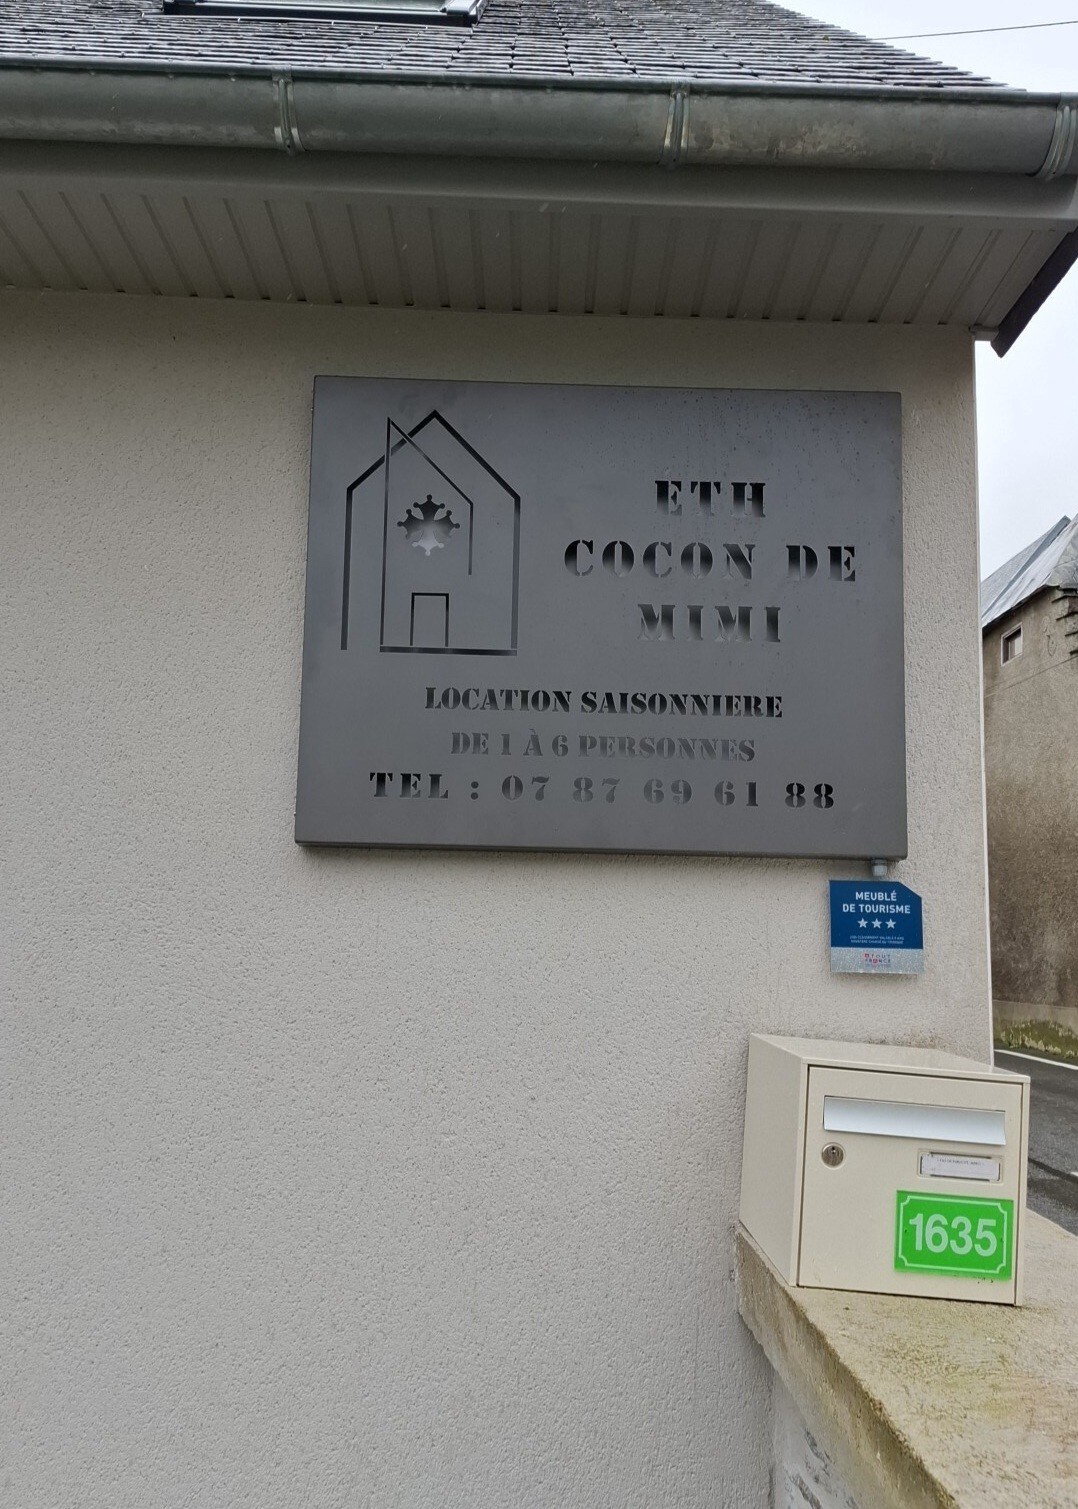 ETH
COCON DE
MIMI
LOCATION SAISONNIERE
DE 1 À 6 PERSONNES
TEL : 07 87 69 61 88
MEUBLÉ
DE TOURISME
1635